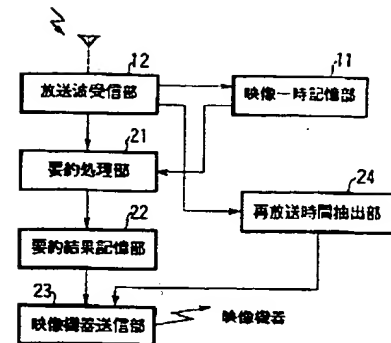 12
11
放送波受信部
映像一時記憶部
21
要約処理部
24
22
再放送時間抽出部
要約結果記憶部
23
映像機器送信部
映像機器